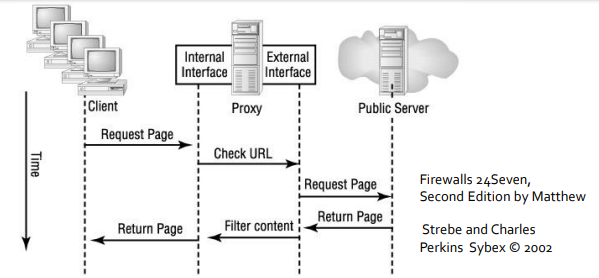 Internal
Interface
External
Interface
Client
Proxy
Public Server
Time
Request Page
Check URL
Request Page
Return Page
Filter content
Return Page
Firewalls 24Seven,
Second Edition by Matthew
Strebe and Charles
Perkins Sybex © 2002